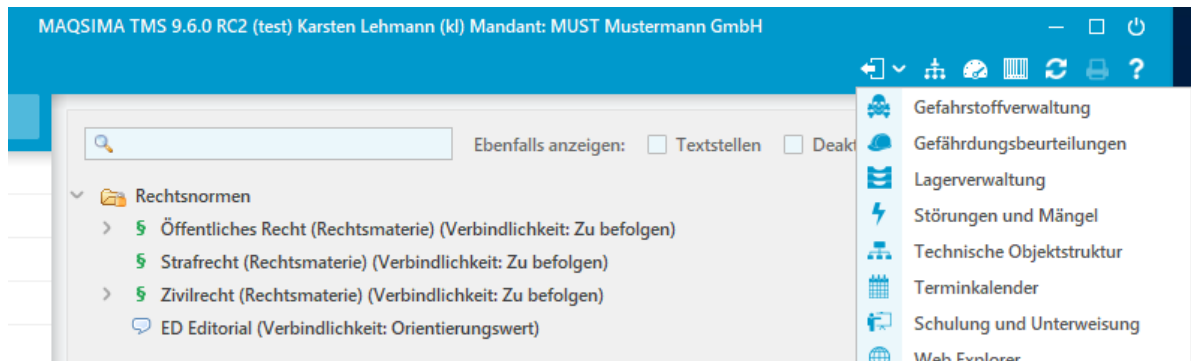 MAQSIMA TMS 9.6.0 RC2 (test) Karsten Lehmann (kl) Mandant: MUST Mustermann GmbH
Ebenfalls anzeigen: Textstellen Deakt
Rechtsnormen
§ Öffentliches Recht (Rechtsmaterie) (Verbindlichkeit: Zu befolgen)
§ Strafrecht (Rechtsmaterie) (Verbindlichkeit: Zu befolgen)
§ Zivilrecht (Rechtsmaterie) (Verbindlichkeit: Zu befolgen)
ED Editorial (Verbindlichkeit: Orientierungswert)
Gefahrstoffverwaltung
Gefährdungsbeurteilungen
Lagerverwaltung
Störungen und Mängel
Technische Objektstruktur
Terminkalender
Schulung und Unterweisung
Web Explorer